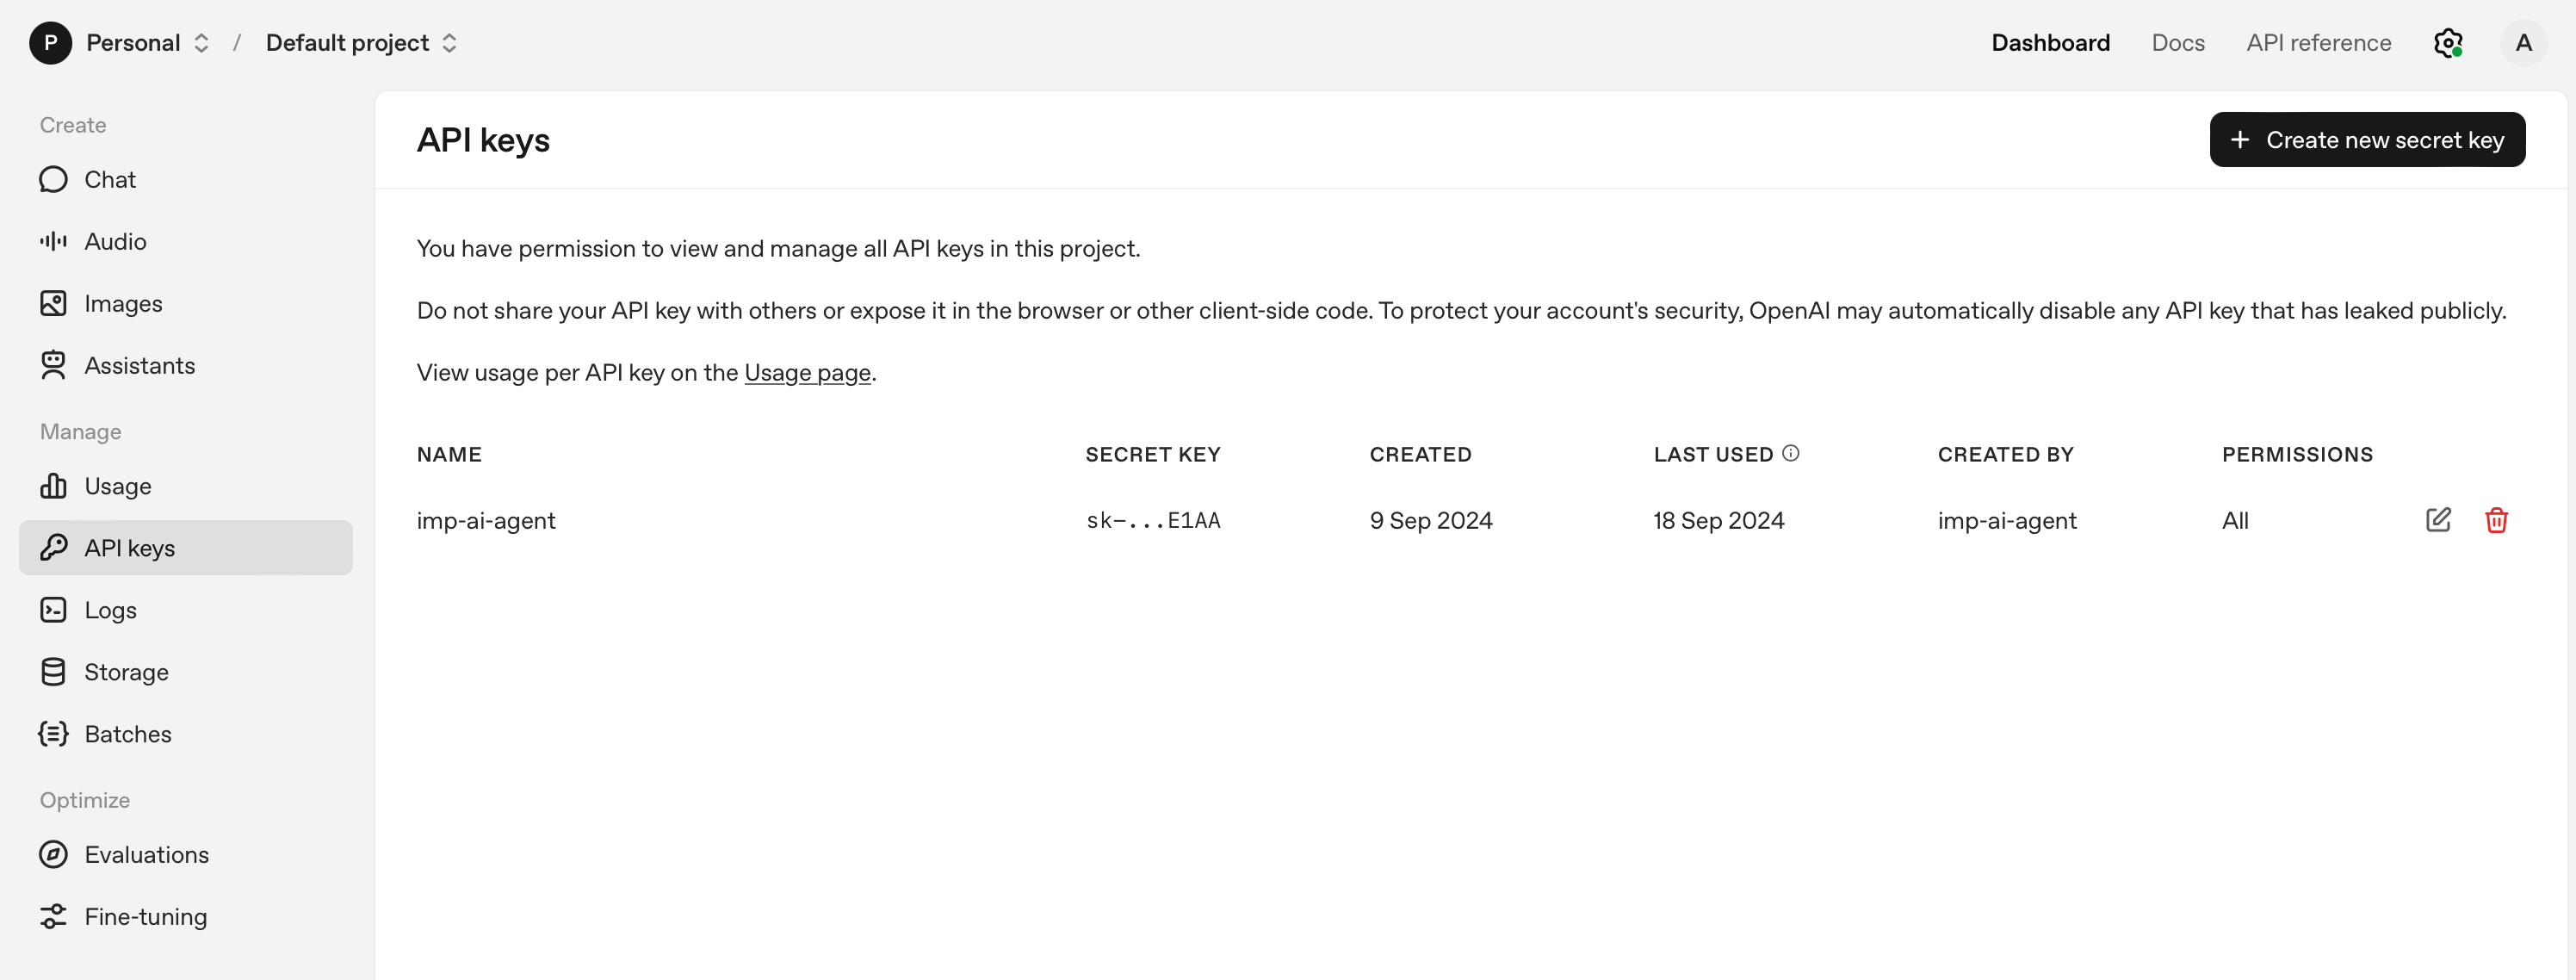 P Personal / Default project
Dashboard Docs API reference A
Create
Chat
Audio
Images
Assistants
Manage
Usage
API keys
Logs
Storage
Batches
Optimize
Evaluations
Fine-tuning
API keys
+ Create new secret key
You have permission to view and manage all API keys in this project.
Do not share your API key with others or expose it in the browser or other client-side code. To protect your account's security, OpenAI may automatically disable any API key that has leaked publicly.
View usage per API key on the Usage page.
NAME SECRET KEY CREATED LAST USED CREATED BY PERMISSIONS
imp-ai-agent sk-...E1AA 9 Sep 2024 18 Sep 2024 imp-ai-agent All